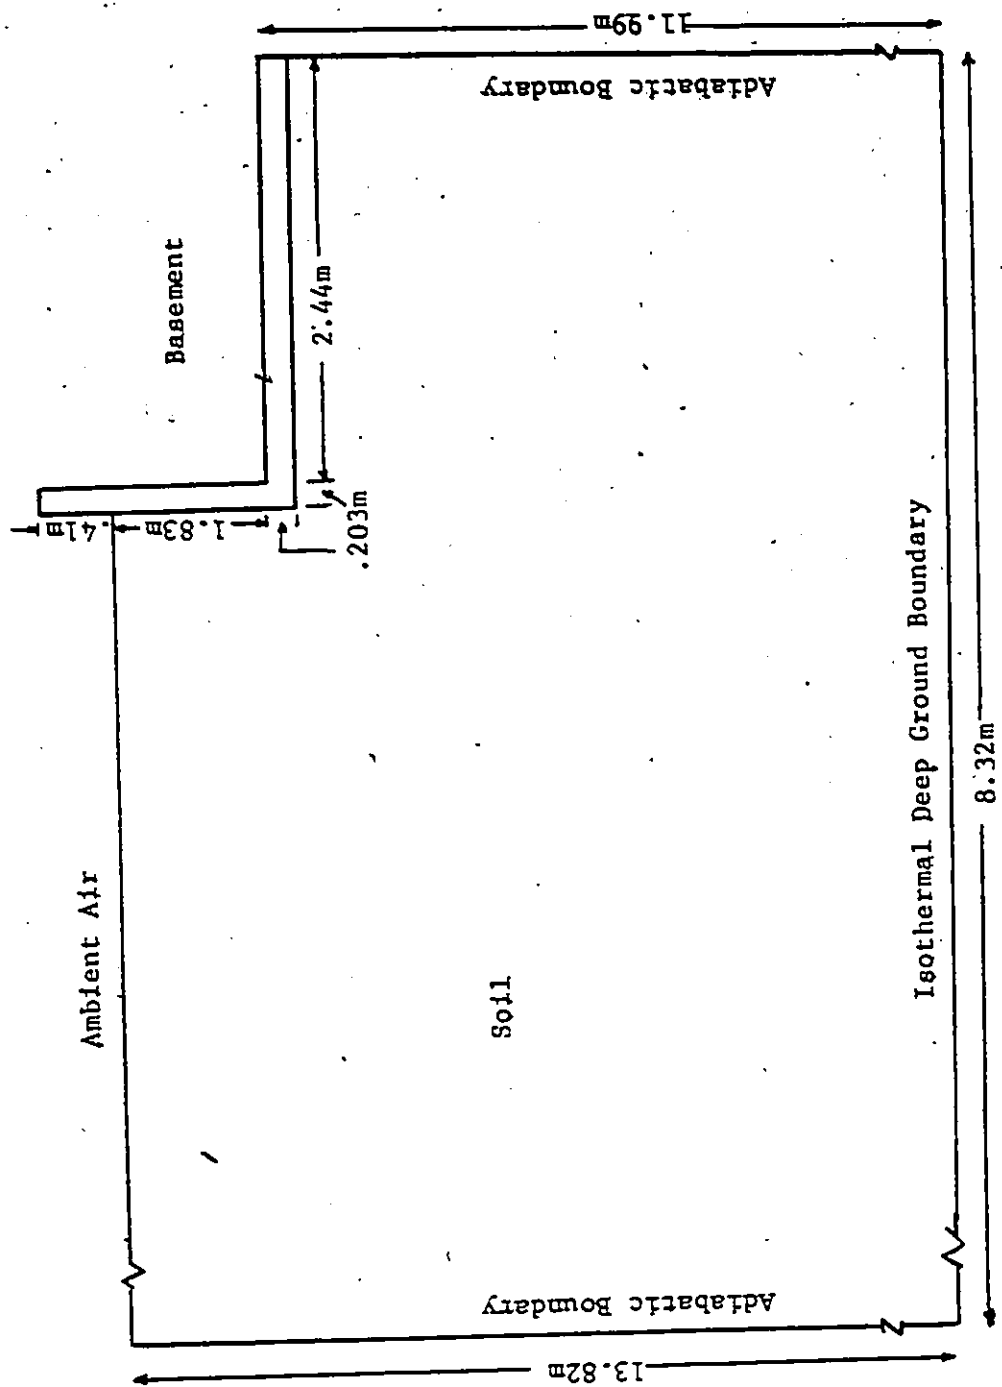 Ambient Air
Basement
.41m
1.83m
.203m
2.44m
11.99m
Adiabatic Boundary
Soil
Adiabatic Boundary
13.82m
Isothermal Deep Ground Boundary
8.32m